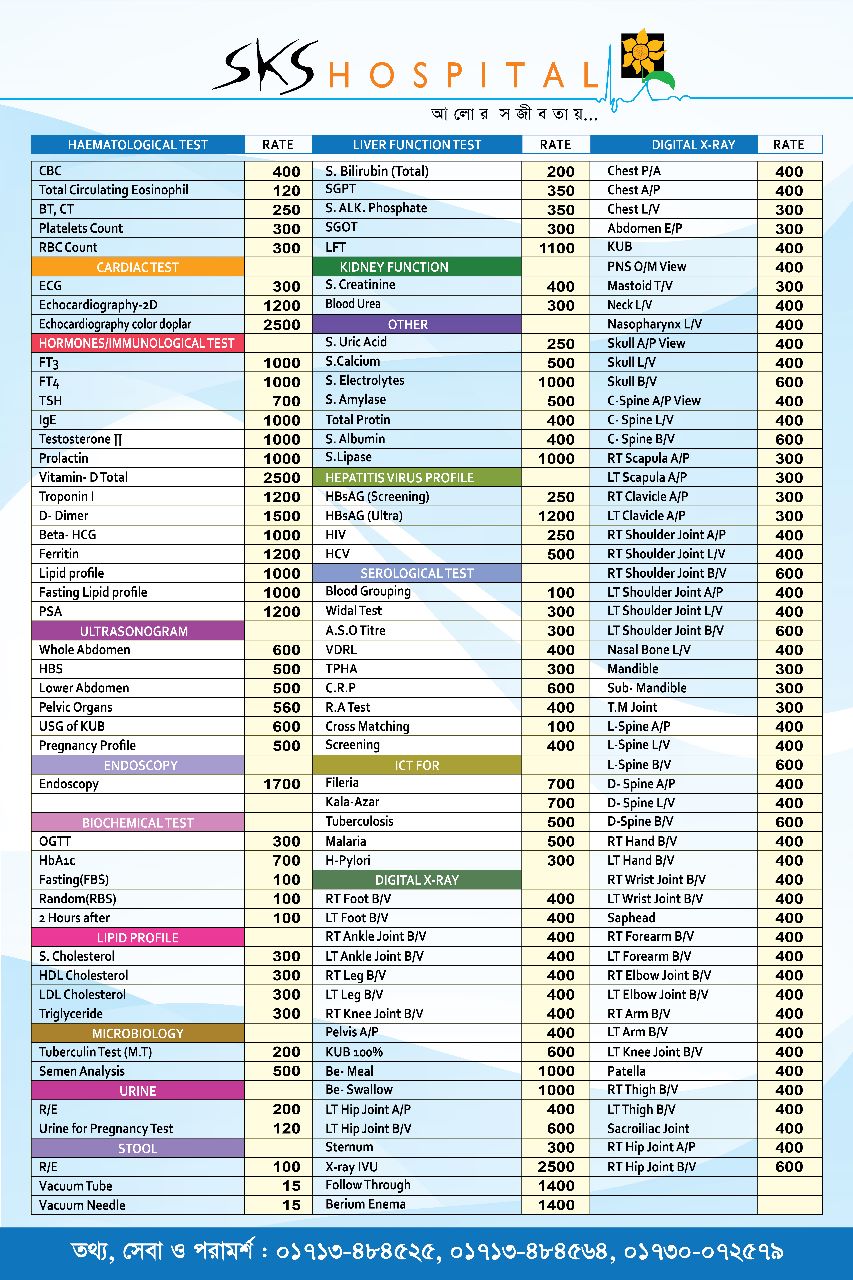 SKS HOSPITAL
আলোর সজীবতায়...
HAEMATOLOGICAL TEST RATE
CBC 400
Total Circulating Eosinophil 120
BT, CT 250
Platelets Count 300
RBC Count 300
CARDIAC TEST
ECG 300
Echocardiography-2D 1200
Echocardiography color doplar 2500
HORMONES/IMMUNOLOGICAL TEST
FT3 1000
FT4 1000
TSH 700
IgE 1000
Testosterone ∏ 1000
Prolactin 1000
Vitamin- D Total 2500
Troponin I 1200
D- Dimer 1500
Beta- HCG 1000
Ferritin 1200
Lipid profile 1000
Fasting Lipid profile 1000
PSA 1200
ULTRASONOGRAM
Whole Abdomen 600
HBS 500
Lower Abdomen 500
Pelvic Organs 560
USG of KUB 600
Pregnancy Profile 500
ENDOSCOPY
Endoscopy 1700
BIOCHEMICAL TEST
OGTT 300
HbA1c 700
Fasting(FBS) 100
Random(RBS) 100
2 Hours after 100
LIPID PROFILE
S. Cholesterol 300
HDL Cholesterol 300
LDL Cholesterol 300
Triglyceride 300
MICROBIOLOGY
Tuberculin Test (M.T) 200
Semen Analysis 500
URINE
R/E 200
Urine for Pregnancy Test 120
STOOL
R/E 100
Vacuum Tube 15
Vacuum Needle 15
LIVER FUNCTION TEST RATE
S. Bilirubin (Total) 200
SGPT 350
S. ALK. Phosphate 350
SGOT 300
LFT 1100
KIDNEY FUNCTION
S. Creatinine 400
Blood Urea 300
OTHER
S. Uric Acid 250
S.Calcium 500
S. Electrolytes 1000
S. Amylase 500
Total Protin 400
S. Albumin 400
S.Lipase 1000
HEPATITIS VIRUS PROFILE
HBsAG (Screening) 250
HBsAG (Ultra) 1200
HIV 250
HCV 500
SEROLOGICAL TEST
Blood Grouping 100
Widal Test 300
A.S.O Titre 300
VDRL 400
TPHA 300
C.R.P 600
R.A Test 400
Cross Matching 100
Screening 400
ICT FOR
Fileria 700
Kala-Azar 700
Tuberculosis 500
Malaria 500
H-Pylori 300
DIGITAL X-RAY
RT Foot B/V 400
LT Foot B/V 400
RT Ankle Joint B/V 400
LT Ankle Joint B/V 400
RT Leg B/V 400
LT Leg B/V 400
RT Knee Joint B/V 400
Pelvis A/P 400
KUB 100% 600
Be- Meal 1000
Be- Swallow 1000
LT Hip Joint A/P 400
LT Hip Joint B/V 600
Sternum 300
X-ray IVU 2500
Follow Through 1400
Berium Enema 1400
DIGITAL X-RAY RATE
Chest P/A 400
Chest A/P 400
Chest L/V 300
Abdomen E/P 300
KUB 400
PNS O/M View 400
Mastoid T/V 300
Neck L/V 400
Nasopharynx L/V 400
Skull A/P View 400
Skull L/V 400
Skull B/V 600
C-Spine A/P View 400
C- Spine L/V 400
C- Spine B/V 600
RT Scapula A/P 300
LT Scapula A/P 300
RT Clavicle A/P 300
LT Clavicle A/P 300
RT Shoulder Joint A/P 400
RT Shoulder Joint L/V 400
RT Shoulder Joint B/V 600
LT Shoulder Joint A/P 400
LT Shoulder Joint L/V 400
LT Shoulder Joint B/V 600
Nasal Bone L/V 400
Mandible 300
Sub- Mandible 300
T.M Joint 300
L-Spine A/P 400
L-Spine L/V 400
L-Spine B/V 600
D- Spine A/P 400
D- Spine L/V 400
D-Spine B/V 600
RT Hand B/V 400
LT Hand B/V 400
RT Wrist Joint B/V 400
LT Wrist Joint B/V 400
Saphead 400
RT Forearm B/V 400
LT Forearm B/V 400
RT Elbow Joint B/V 400
LT Elbow Joint B/V 400
RT Arm B/V 400
LT Arm B/V 400
LT Knee Joint B/V 400
Patella 400
RT Thigh B/V 400
LT Thigh B/V 400
Sacroiliac Joint 400
RT Hip Joint A/P 400
RT Hip Joint B/V 600
তথ্য, সেবা ও পরামর্শ : ০১৭১৩-৪৮৪৫২৫, ০১৭১৩-৪৮৪৫৬৪, ০১৭৩০-০৭২৫৭৯